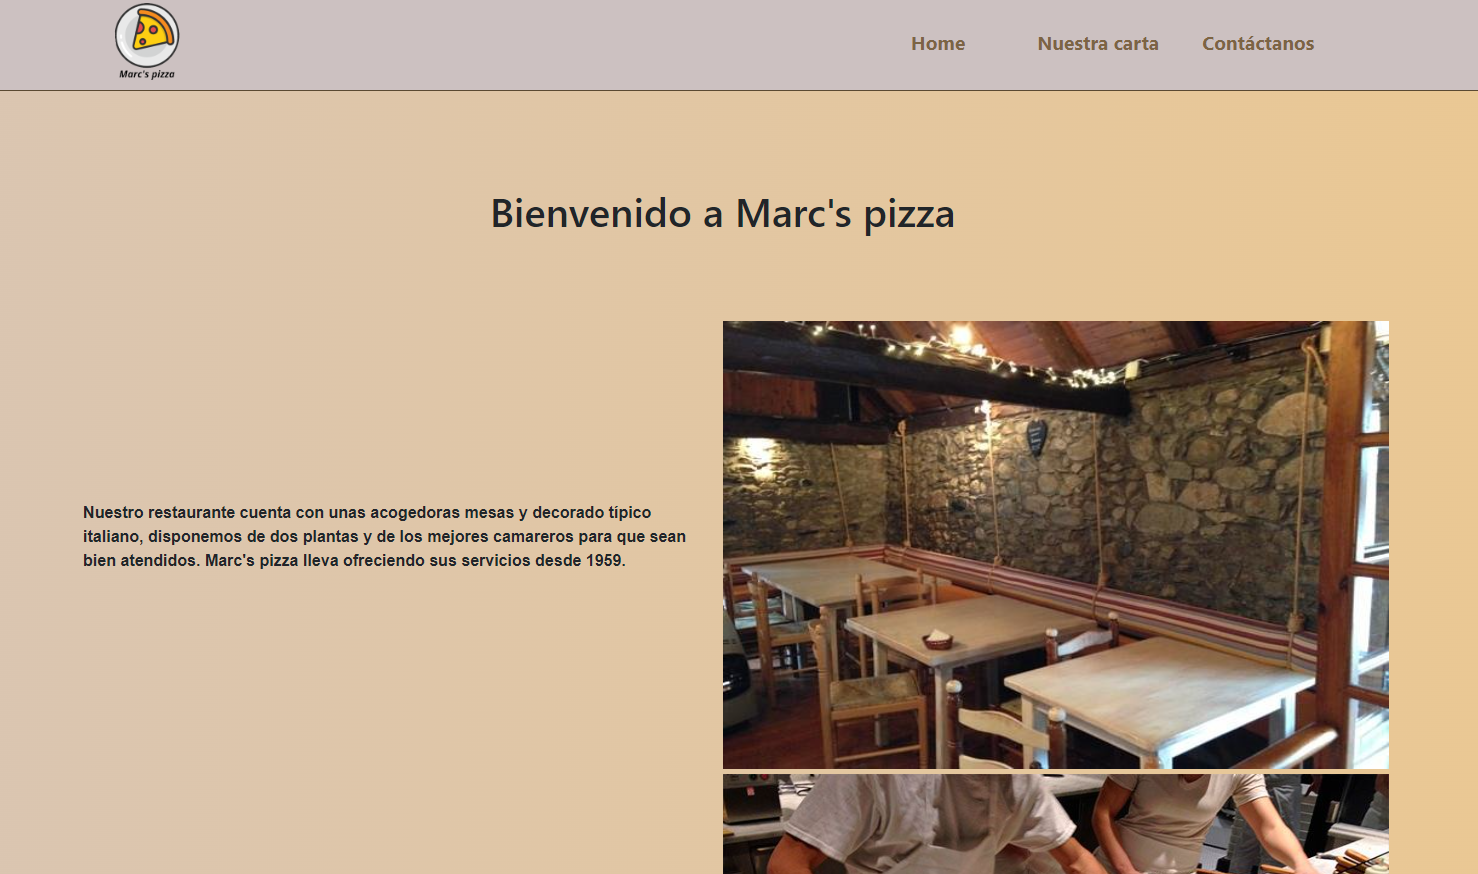 Marc's pizza
Home
Nuestra carta
Contáctanos
Bienvenido a Marc's pizza
Nuestro restaurante cuenta con unas acogedoras mesas y decorado típico
italiano, disponemos de dos plantas y de los mejores camareros para que sean
bien atendidos. Marc's pizza lleva ofreciendo sus servicios desde 1959.